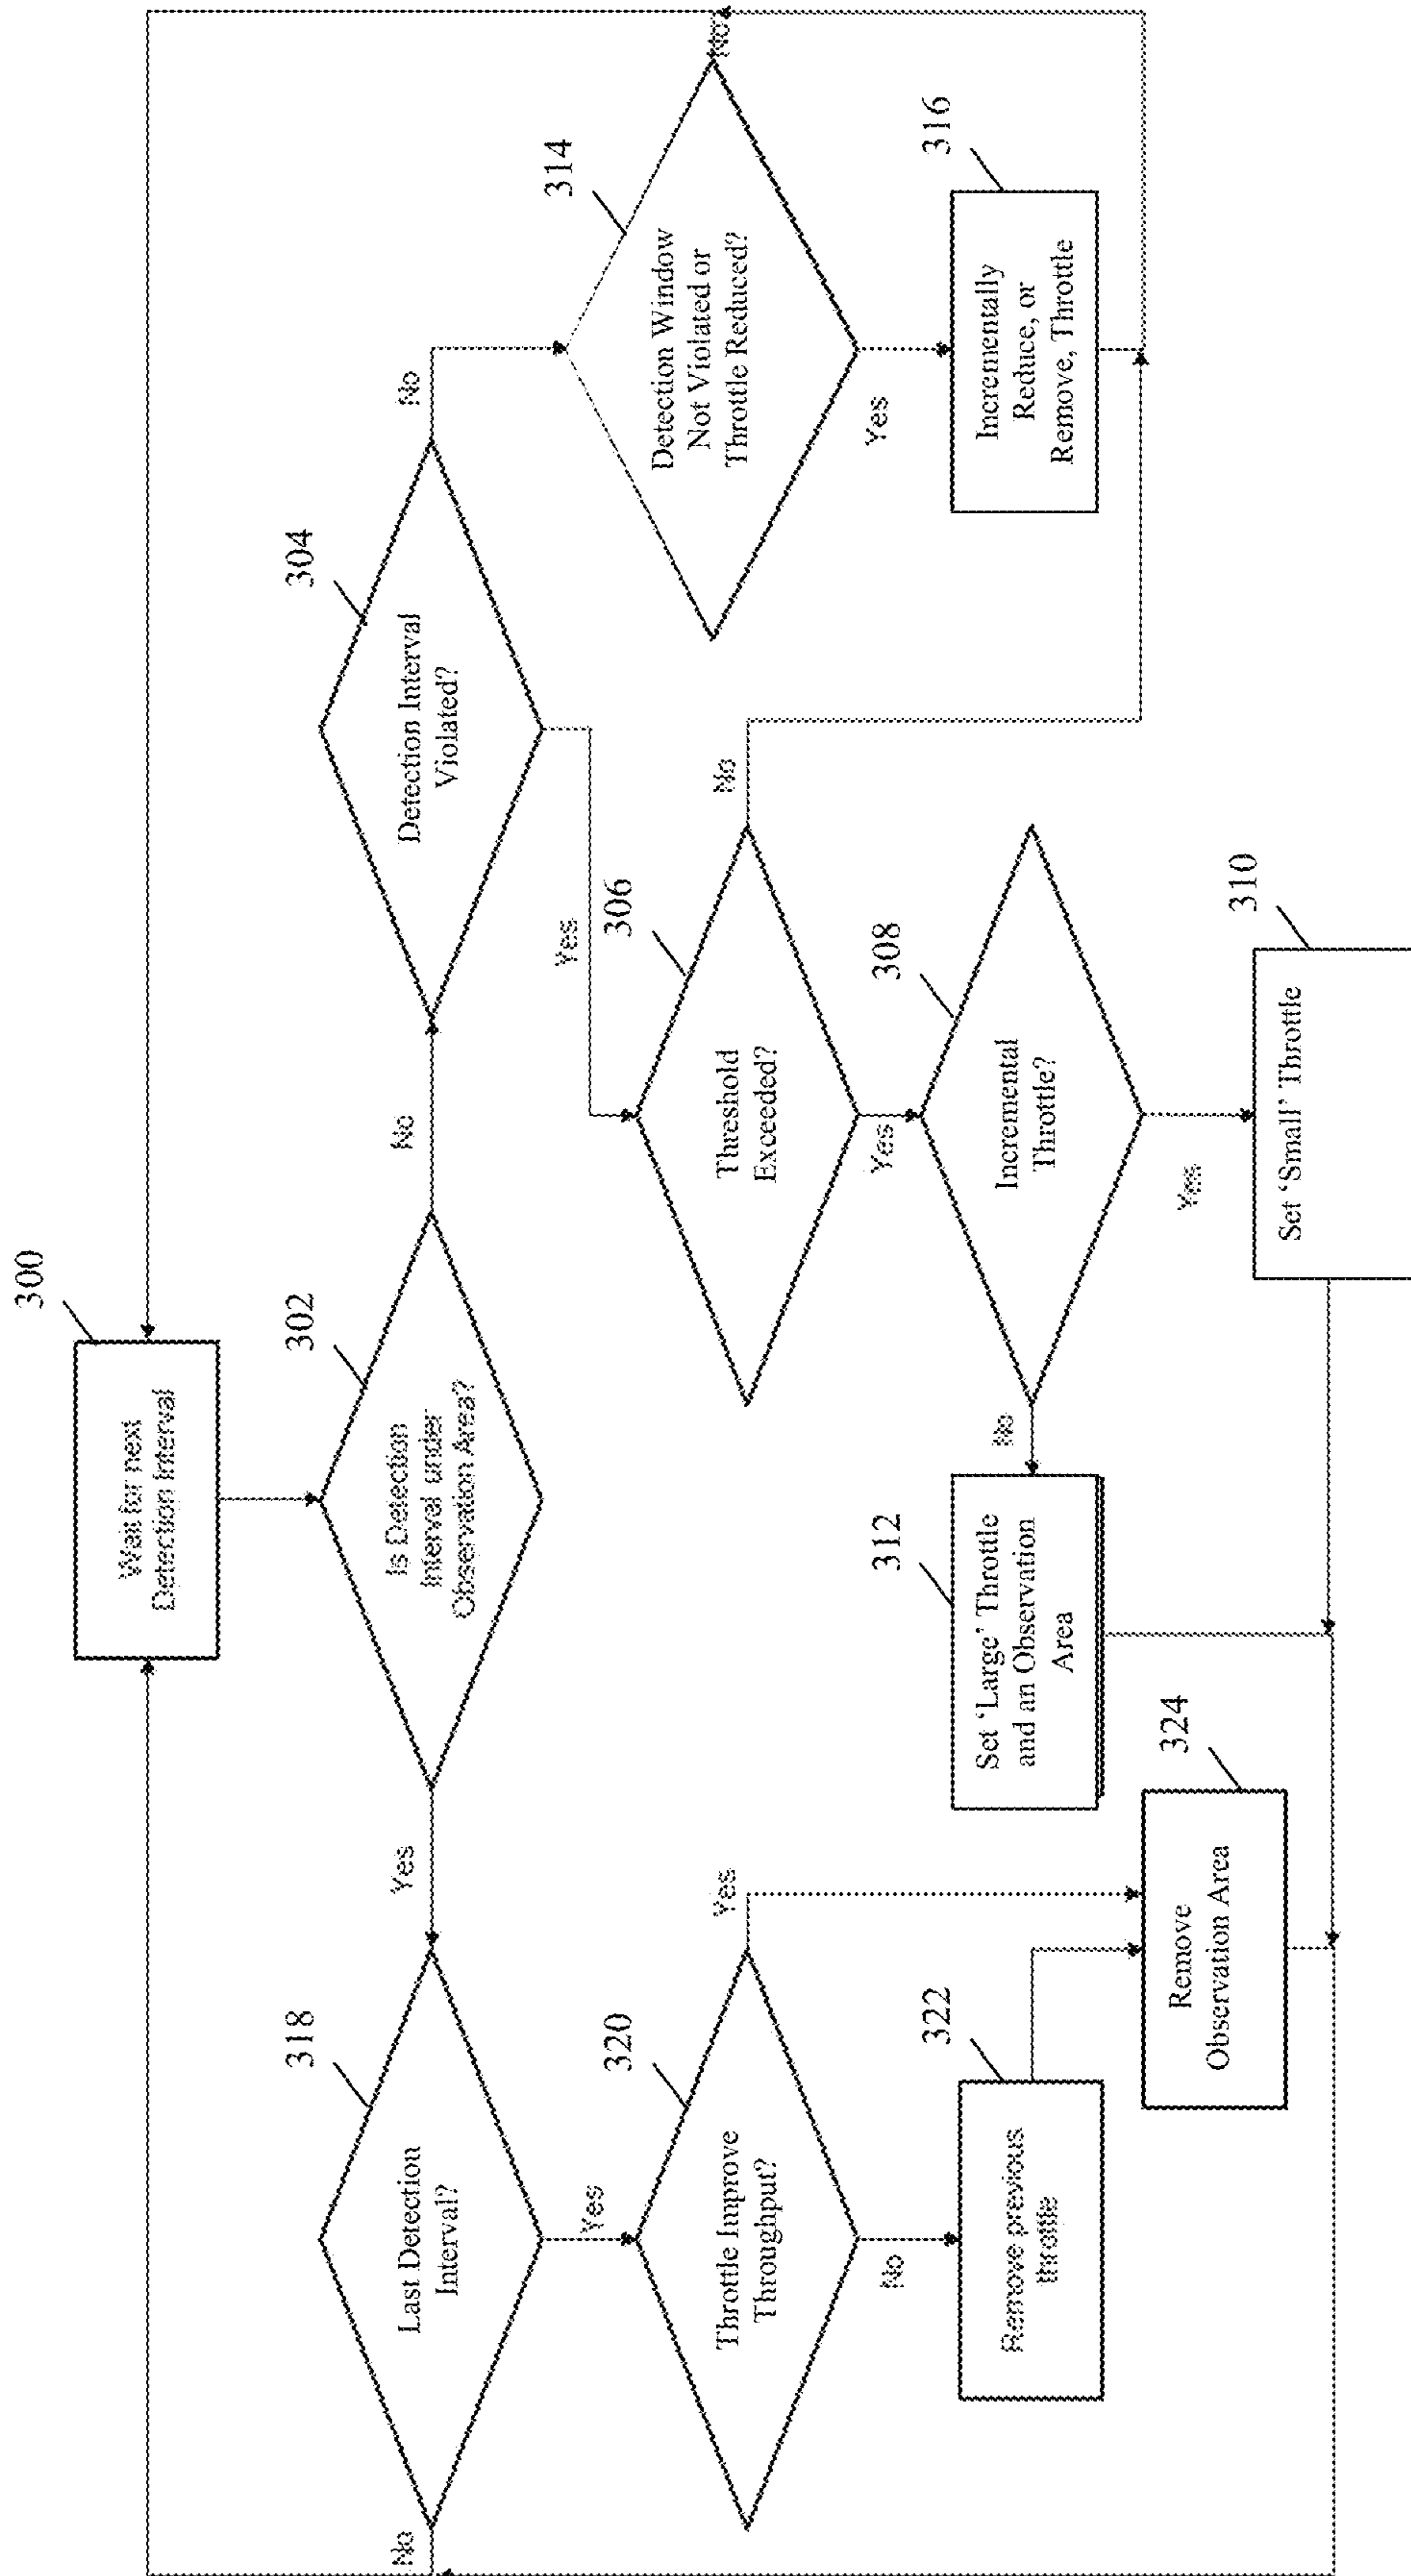 300
Wait for next
Detection Interval
302
Is Detection
Interval under
Observation Area?
No
Yes
304
Detection Interval
Violated?
No
Yes
314
Detection Window
Not Violated or
Throttle Reduced?
No
Yes
316
Incrementally
Reduce, or
Remove, Throttle
306
Threshold
Exceeded?
No
Yes
308
Incremental
Throttle?
No
Yes
310
Set ‘Small’ Throttle
312
Set ‘Large’ Throttle
and an Observation
Area
318
Last Detection
Interval?
No
Yes
320
Throttle Improve
Throughput?
Yes
No
322
Remove previous
throttle
324
Remove
Observation Area